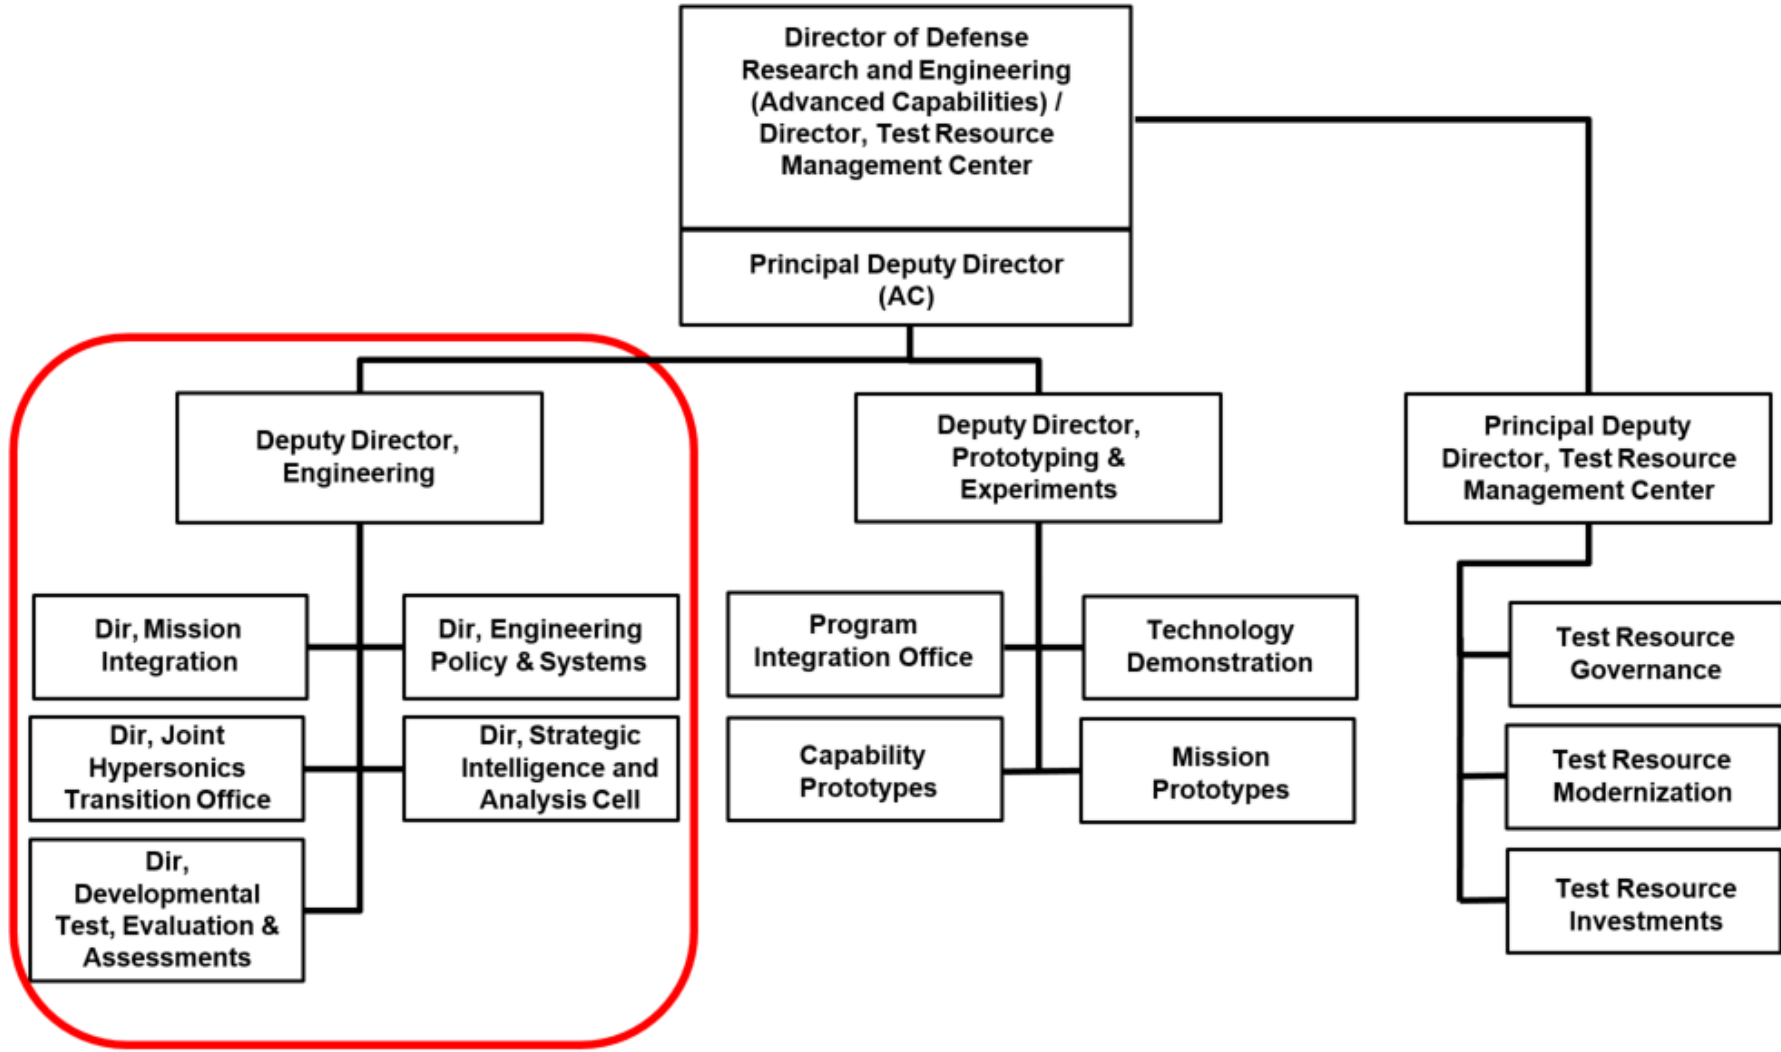 Director of Defense
Research and Engineering
(Advanced Capabilities) /
Director, Test Resource
Management Center
Principal Deputy Director
(AC)
Deputy Director,
Engineering
Deputy Director,
Prototyping &
Experiments
Principal Deputy
Director, Test Resource
Management Center
Dir, Mission
Integration
Dir, Engineering
Policy & Systems
Dir, Joint
Hypersonics
Transition Office
Dir, Strategic
Intelligence and
Analysis Cell
Dir,
Developmental
Test, Evaluation &
Assessments
Program
Integration Office
Technology
Demonstration
Capability
Prototypes
Mission
Prototypes
Test Resource
Governance
Test Resource
Modernization
Test Resource
Investments